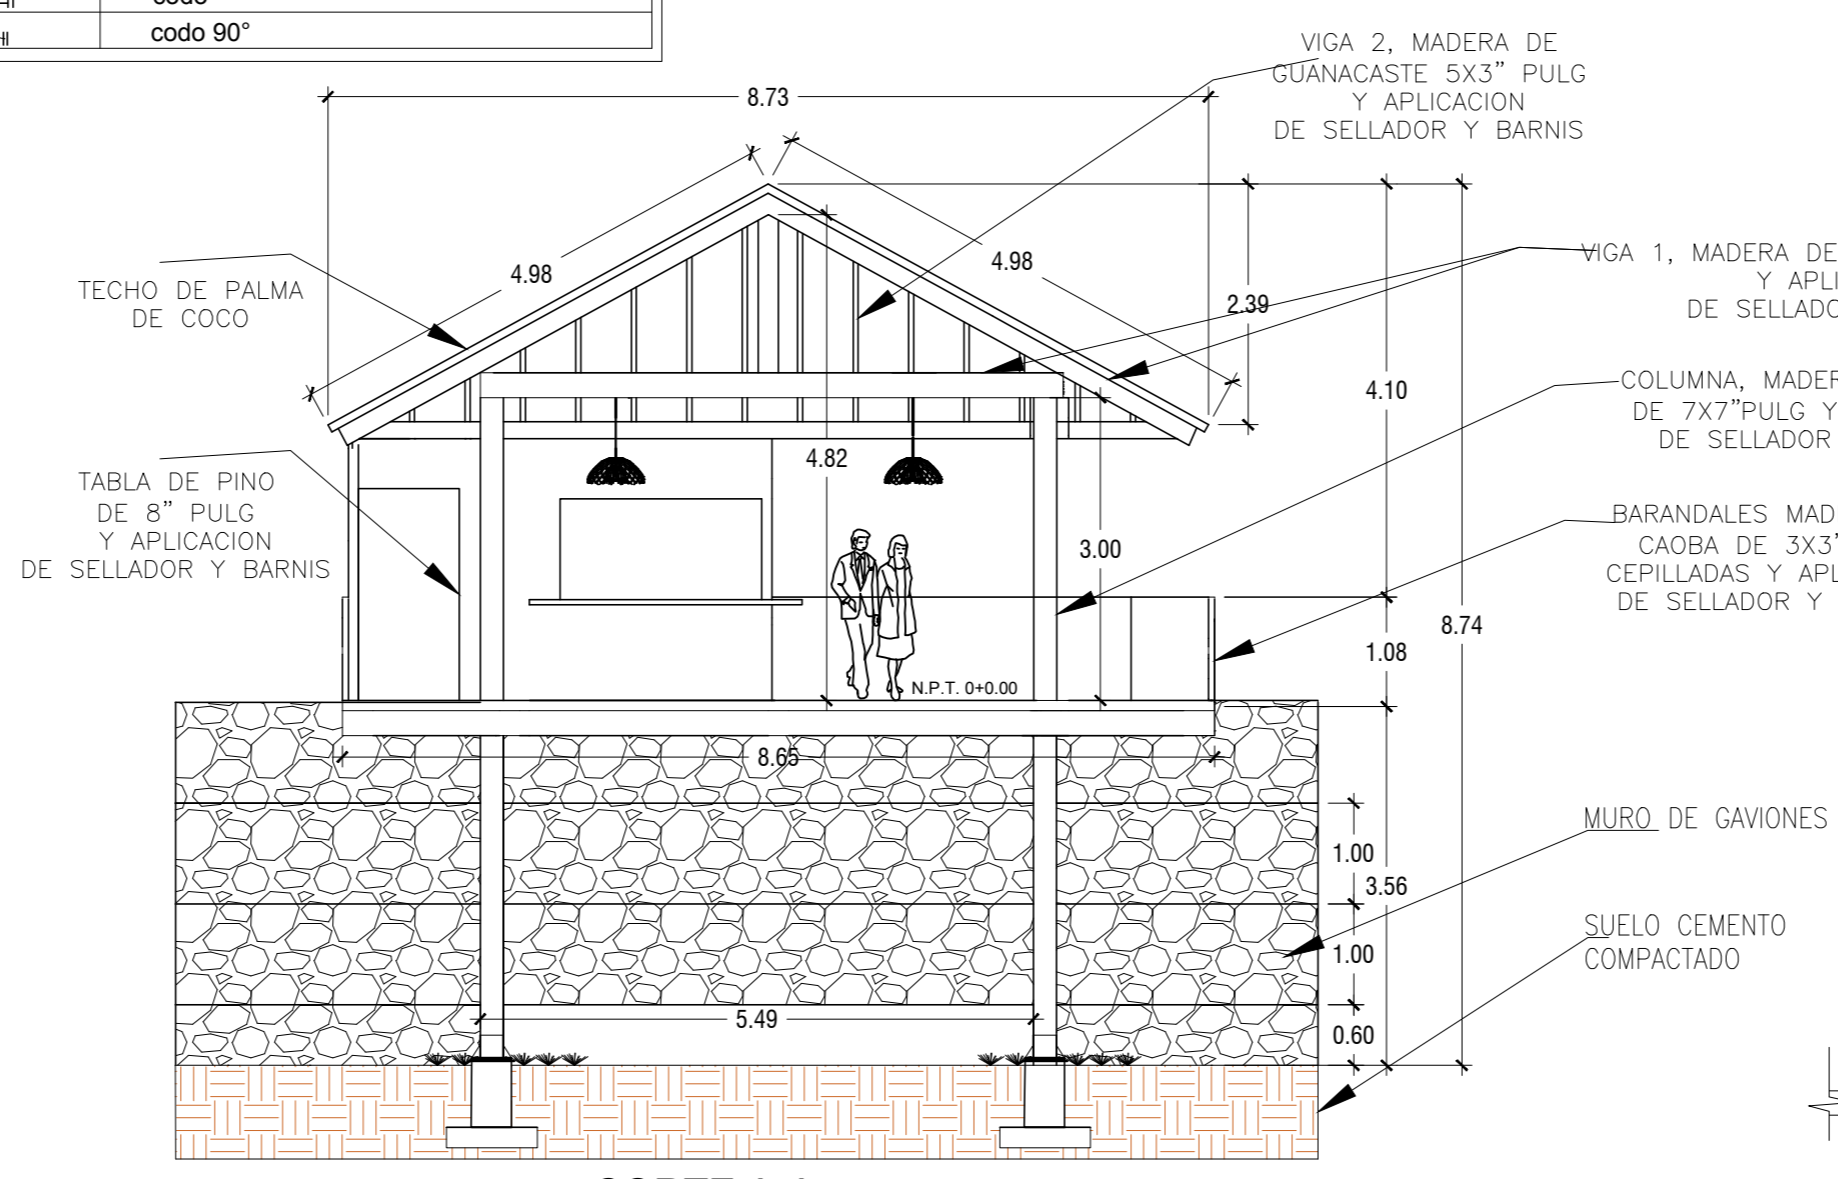 codo 90°
VIGA 2, MADERA DE
GUANACASTE 5X3” PULG
Y APLICACION
DE SELLADOR Y BARNIS
8.73
4.98
4.98
TECHO DE PALMA
DE COCO
VIGA 1, MADERA DE
Y APLI
DE SELLADO
2.39
4.10
COLUMNA, MADER
DE 7X7”PULG Y
DE SELLADOR
4.82
TABLA DE PINO
DE 8” PULG
Y APLICACION
DE SELLADOR Y BARNIS
3.00
BARANDALES MAD
CAOBA DE 3X3”
CEPILLADAS Y APL
DE SELLADOR Y
8.74
1.08
N.P.T. 0+0.00
8.65
MURO DE GAVIONES
1.00
3.56
1.00
SUELO CEMENTO
COMPACTADO
5.49
0.60